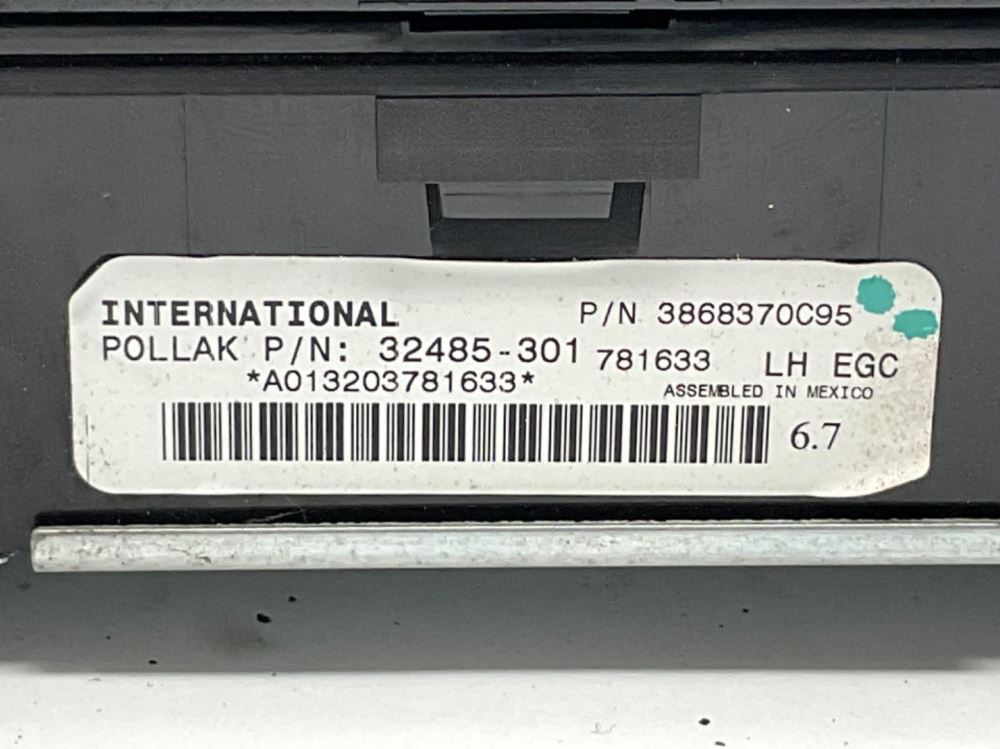 INTERNATIONAL P/N 3868370C95
POLLAK P/N: 32485-301 781633 LH EGC
*A013203781633* ASSEMBLED IN MEXICO
6.7